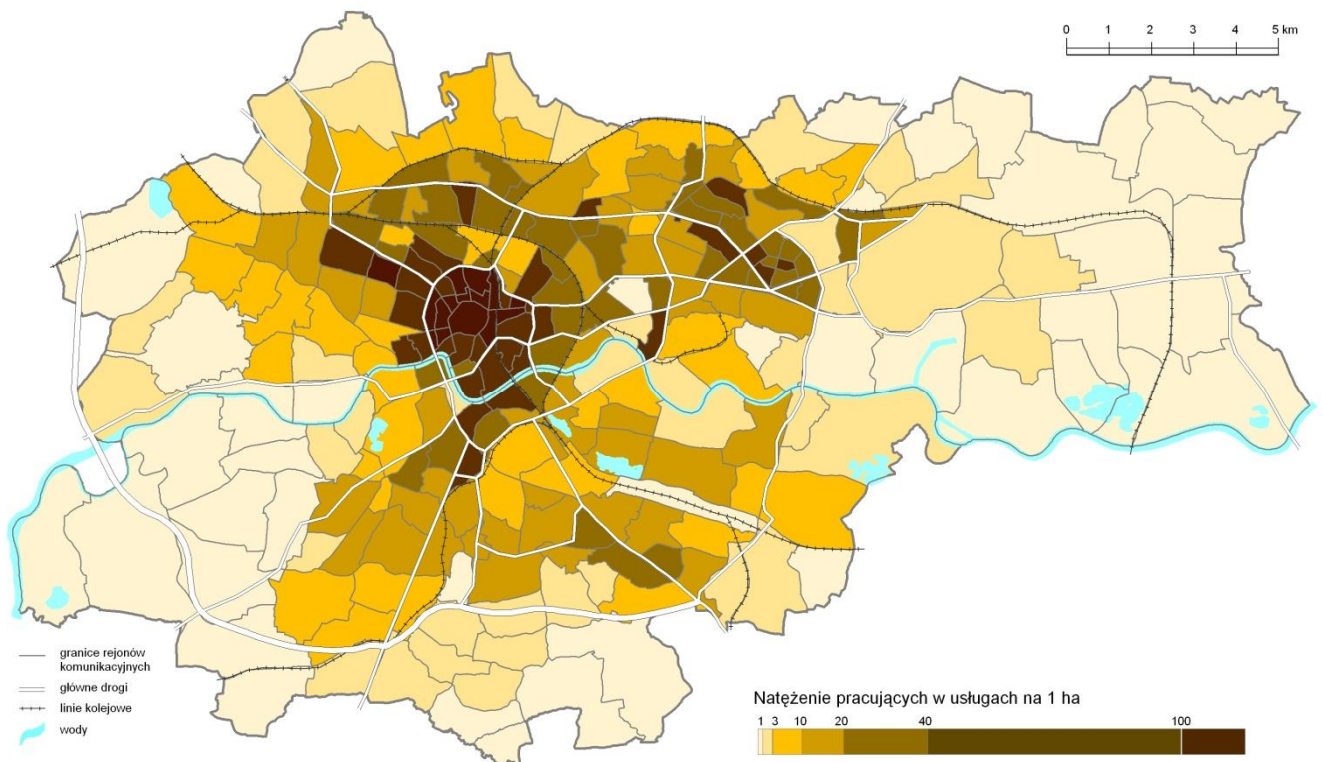 0 1 2 3 4 5 km
granice rejonów
komunikacyjnych
główne drogi
linie kolejowe
wody
Natężenie pracujących w usługach na 1 ha
1 3 10 20 40 100